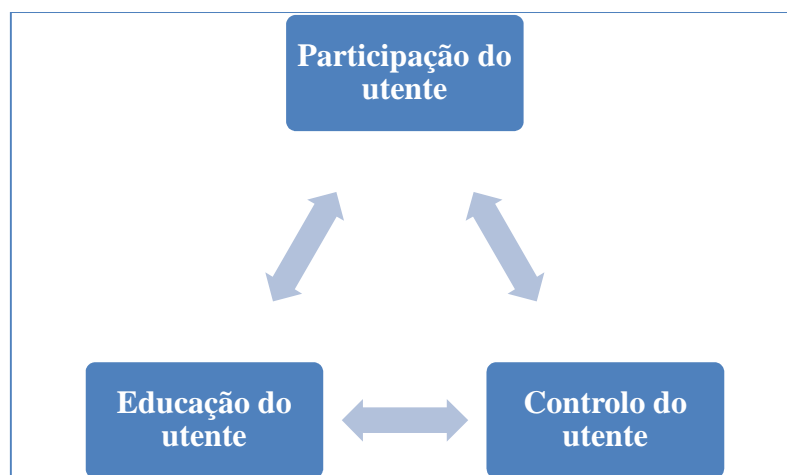 Participação do
utente
Educação do
utente
Controlo do
utente